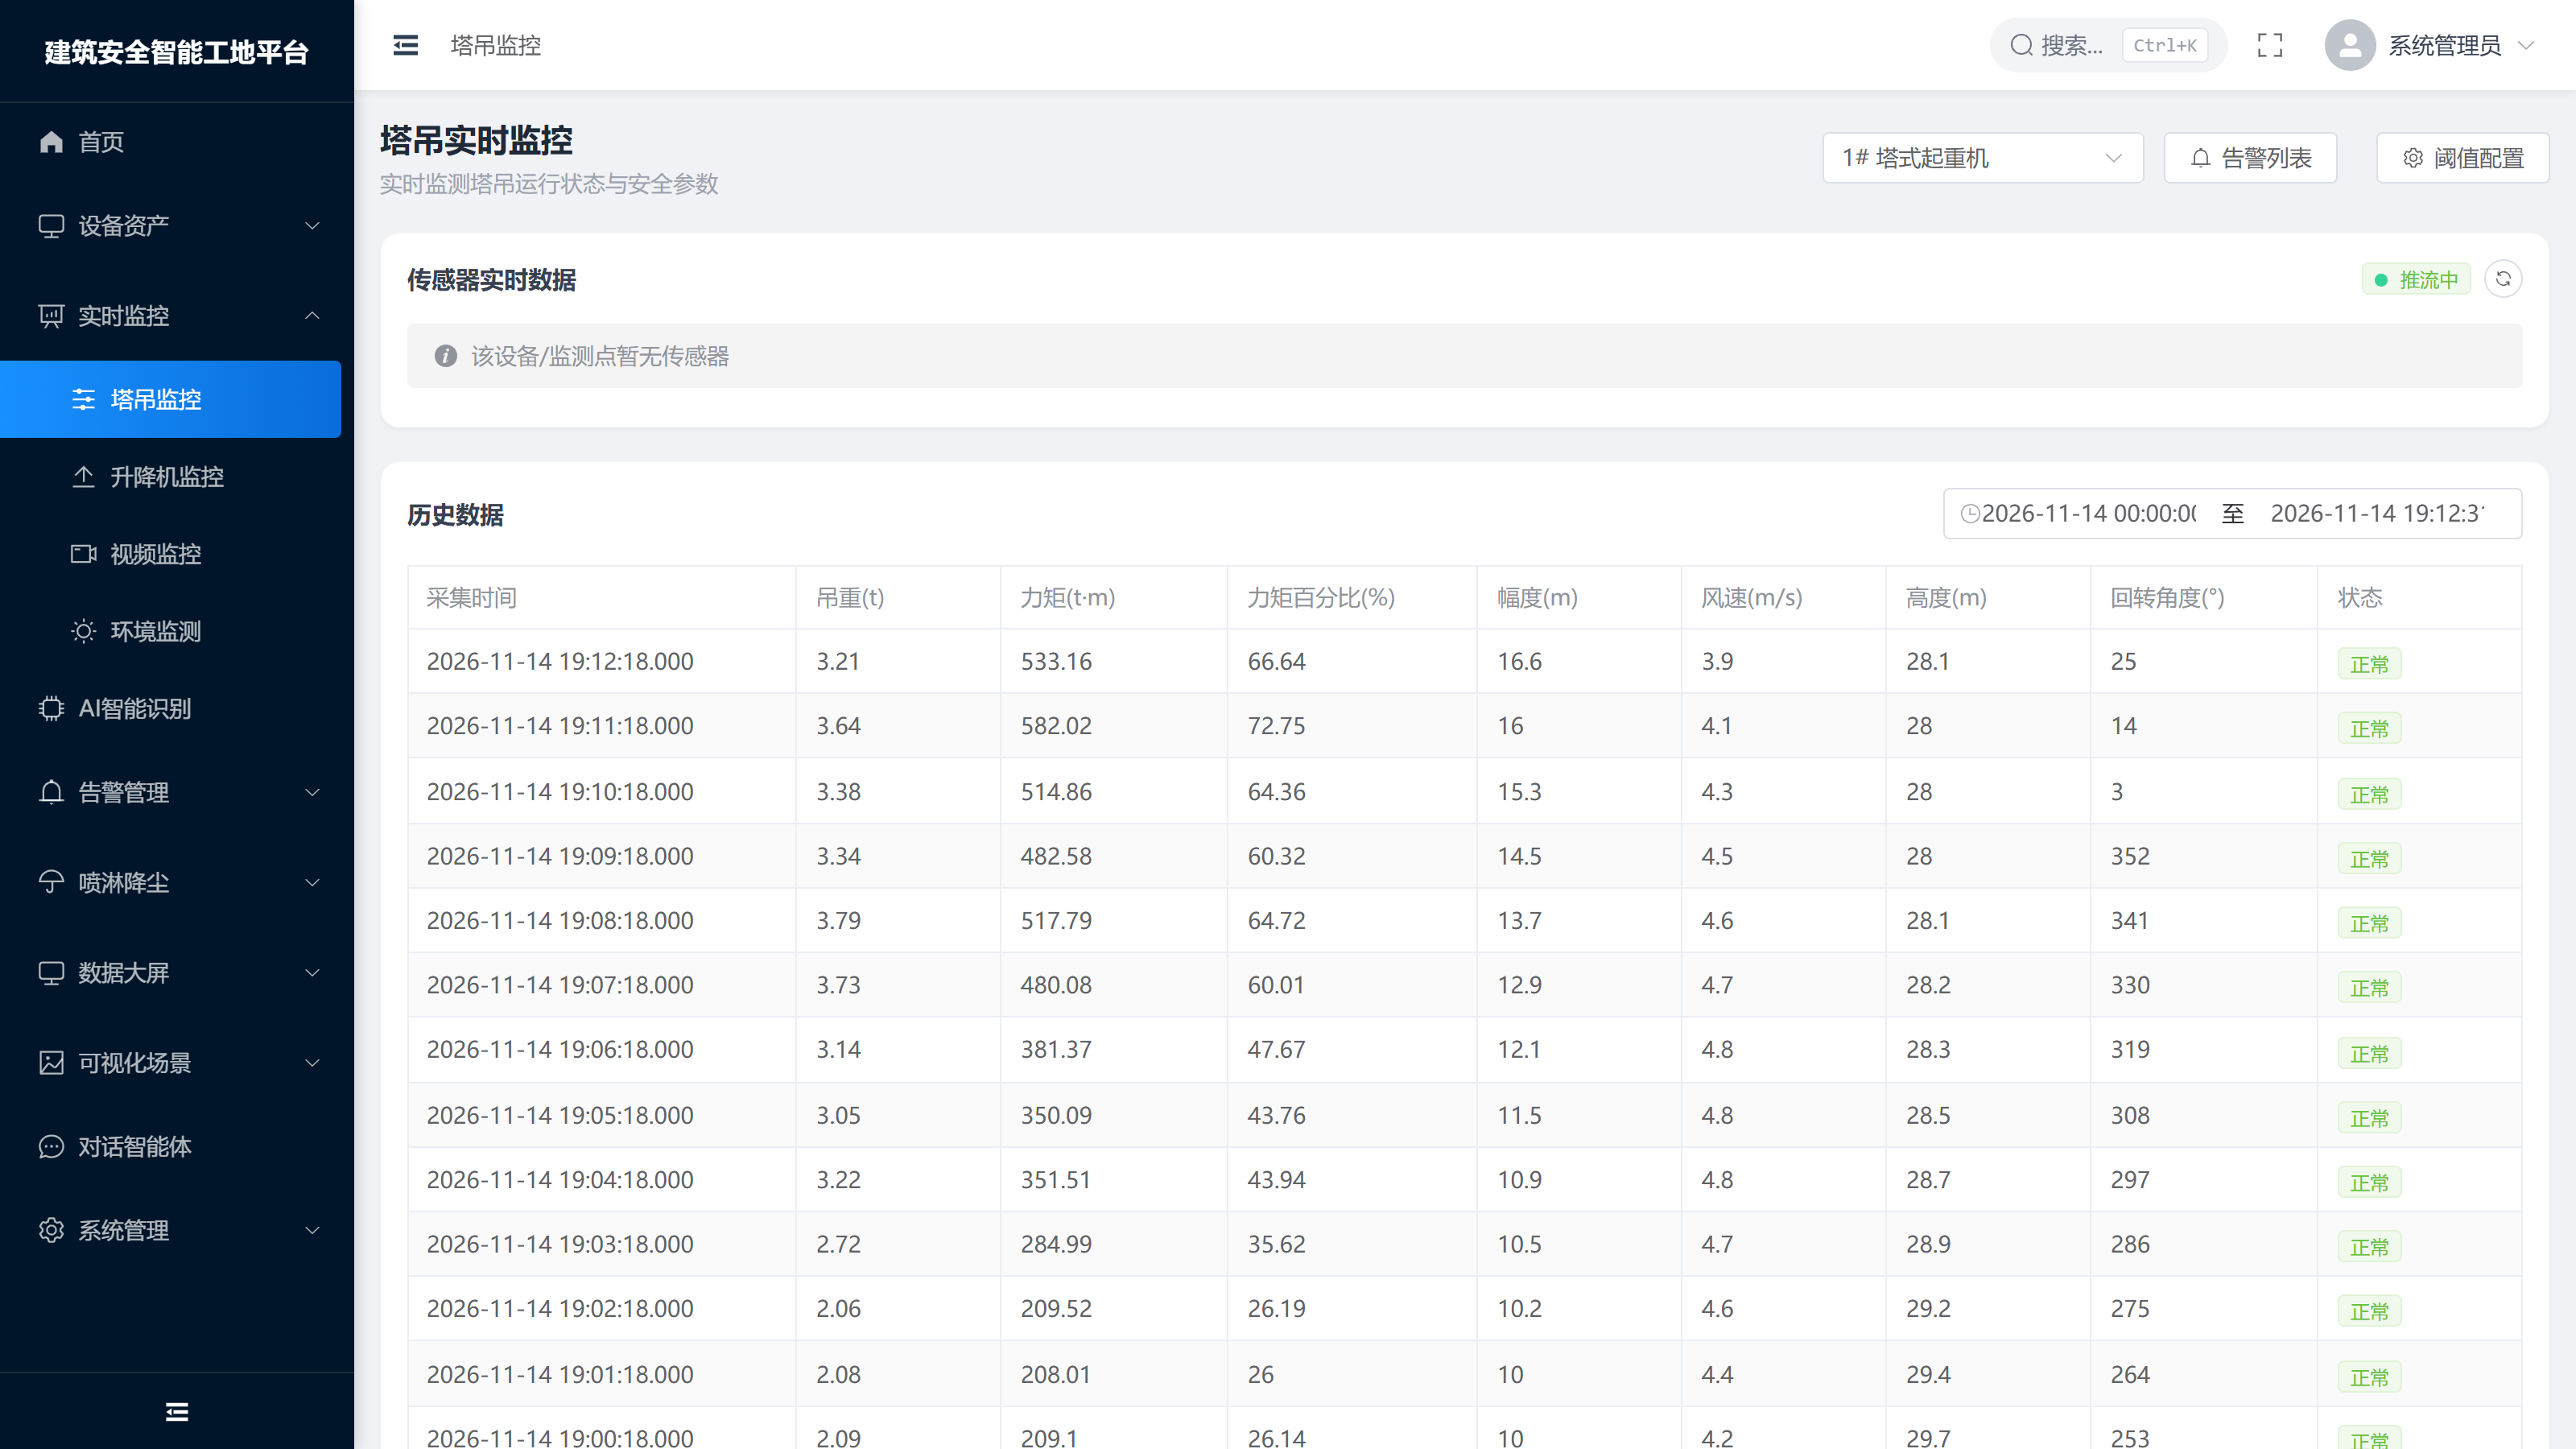 建筑安全智能工地平台
首页
设备资产
实时监控
塔吊监控
升降机监控
视频监控
环境监测
AI智能识别
告警管理
喷淋降尘
数据大屏
可视化场景
对话智能体
系统管理
塔吊监控
搜索... Ctrl+K
系统管理员
塔吊实时监控
实时监测塔吊运行状态与安全参数
1# 塔式起重机
告警列表
阈值配置
传感器实时数据
推流中
该设备/监测点暂无传感器
历史数据
2026-11-14 00:00:00 至 2026-11-14 19:12:3
采集时间 吊重(t) 力矩(t·m) 力矩百分比(%) 幅度(m) 风速(m/s) 高度(m) 回转角度(°) 状态
2026-11-14 19:12:18.000 3.21 533.16 66.64 16.6 3.9 28.1 25 正常
2026-11-14 19:11:18.000 3.64 582.02 72.75 16 4.1 28 14 正常
2026-11-14 19:10:18.000 3.38 514.86 64.36 15.3 4.3 28 3 正常
2026-11-14 19:09:18.000 3.34 482.58 60.32 14.5 4.5 28 352 正常
2026-11-14 19:08:18.000 3.79 517.79 64.72 13.7 4.6 28.1 341 正常
2026-11-14 19:07:18.000 3.73 480.08 60.01 12.9 4.7 28.2 330 正常
2026-11-14 19:06:18.000 3.14 381.37 47.67 12.1 4.8 28.3 319 正常
2026-11-14 19:05:18.000 3.05 350.09 43.76 11.5 4.8 28.5 308 正常
2026-11-14 19:04:18.000 3.22 351.51 43.94 10.9 4.8 28.7 297 正常
2026-11-14 19:03:18.000 2.72 284.99 35.62 10.5 4.7 28.9 286 正常
2026-11-14 19:02:18.000 2.06 209.52 26.19 10.2 4.6 29.2 275 正常
2026-11-14 19:01:18.000 2.08 208.01 26 10 4.4 29.4 264 正常
2026-11-14 19:00:18.000 2.09 209.1 26.14 10 4.2 29.7 253 正常